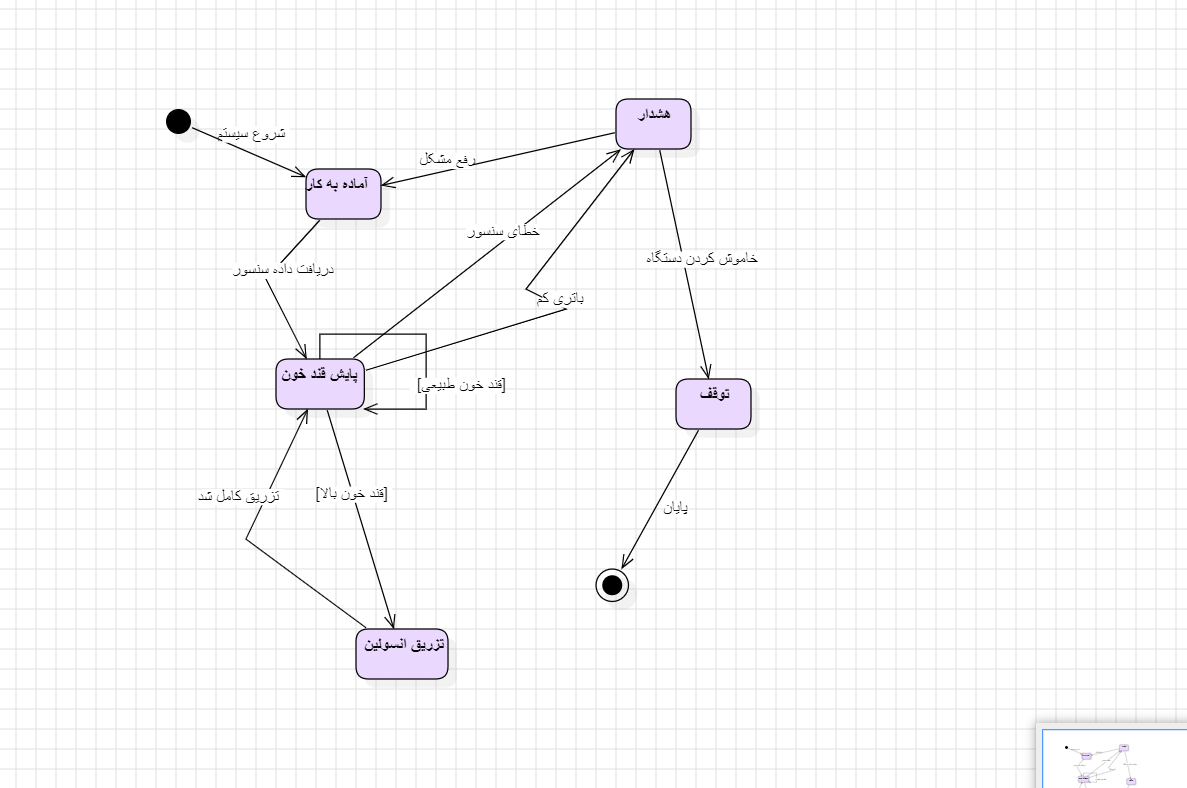 هشدار
شروع سیستم
رفع مشکل
آماده به کار
خطای سنسور
خاموش کردن دستگاه
دریافت داده سنسور
باتری کم
پایش قند خون
[قند خون طبیعی]
توقف
تزریق کامل شد
[قند خون بالا]
پایان
تزریق انسولین